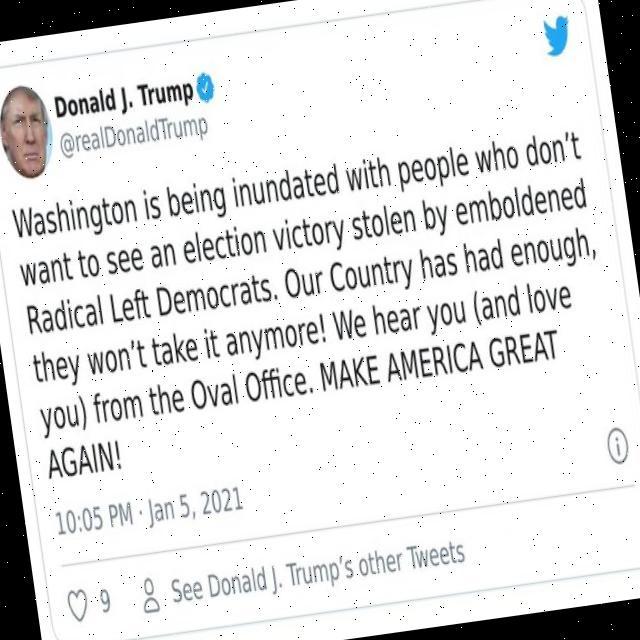 Donald J. Trump
@realDonaldTrump
Washington is being inundated with people who don't
want to see an election victory stolen by emboldened
Radical Left Democrats. Our Country has had enough,
they won't take it anymore! We hear you (and love
you) from the Oval Office. MAKE AMERICA GREAT
AGAIN!
10:05 PM · Jan 5, 2021
9 See Donald J. Trump's other Tweets